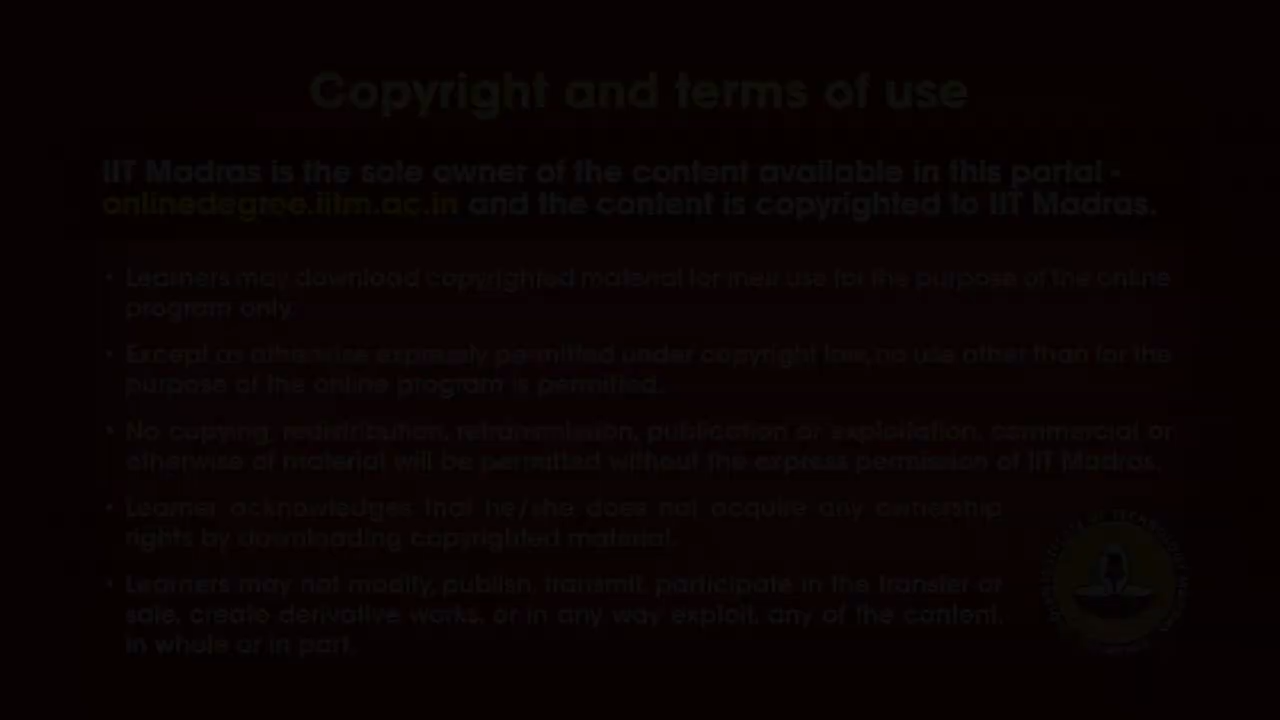 Copyright and terms of use
IIT Madras is the sole owner of the content available in this portal -
onlinedegree.iitm.ac.in and the content is copyrighted to IIT Madras.
• Learners may download copyrighted material for their use for the purpose of the online
program only.
• Except as otherwise expressly permitted under copyright law, no use other than for the
purpose of the online program is permitted.
• No copying, redistribution, retransmission, publication or exploitation, commercial or
otherwise of material will be permitted without the express permission of IIT Madras.
• Learner acknowledges that he/she does not acquire any ownership
rights by downloading copyrighted material.
• Learners may not modify, publish, transmit, participate in the transfer or
sale, create derivative works, or in any way exploit, any of the content,
in whole or in part.